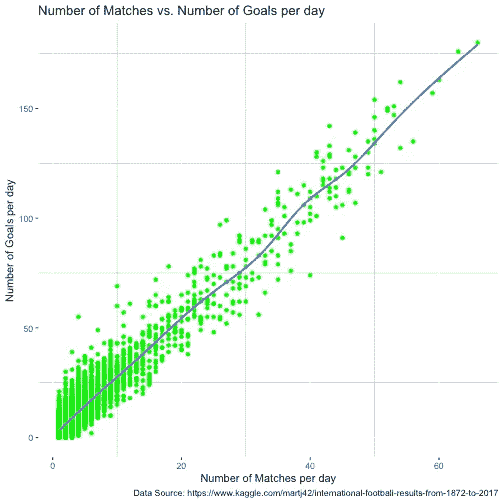 Number of Matches vs. Number of Goals per day
Number of Goals per day
150
100
50
0
0
20
40
60
Number of Matches per day
Data Source: https://www.kaggle.com/martj42/international-football-results-from-1872-to-2017